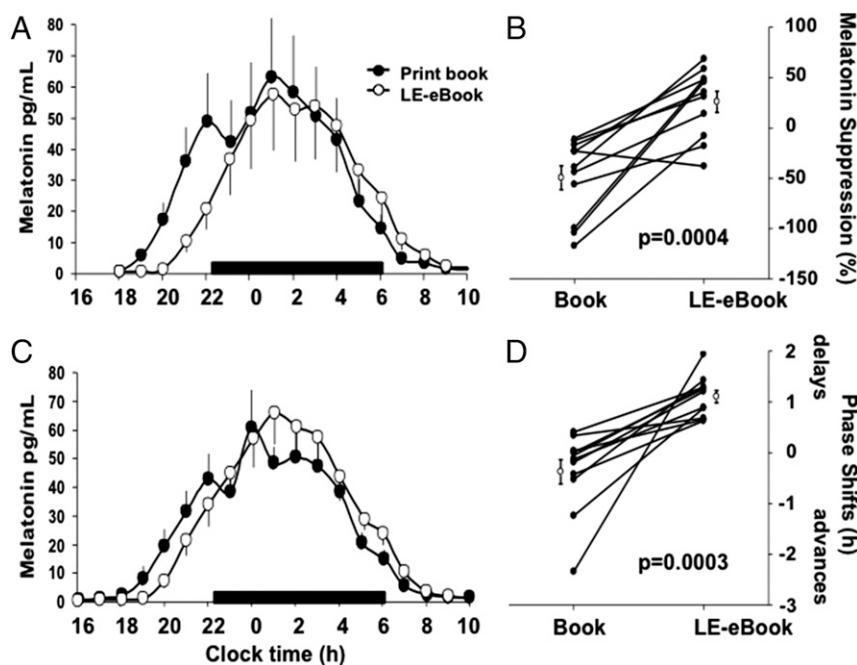 A
Melatonin pg/mL
80
70
60
50
40
30
20
10
0
16 18 20 22 0 2 4 6 8 10
Print book
LE-eBook
B
Melatonin Suppression (%)
100
50
0
-50
-100
-150
p=0.0004
Book LE-eBook
C
Melatonin pg/mL
80
70
60
50
40
30
20
10
0
16 18 20 22 0 2 4 6 8 10
Clock time (h)
D
Phase Shifts (h)
delays
advances
2
1
0
-1
-2
-3
p=0.0003
Book LE-eBook